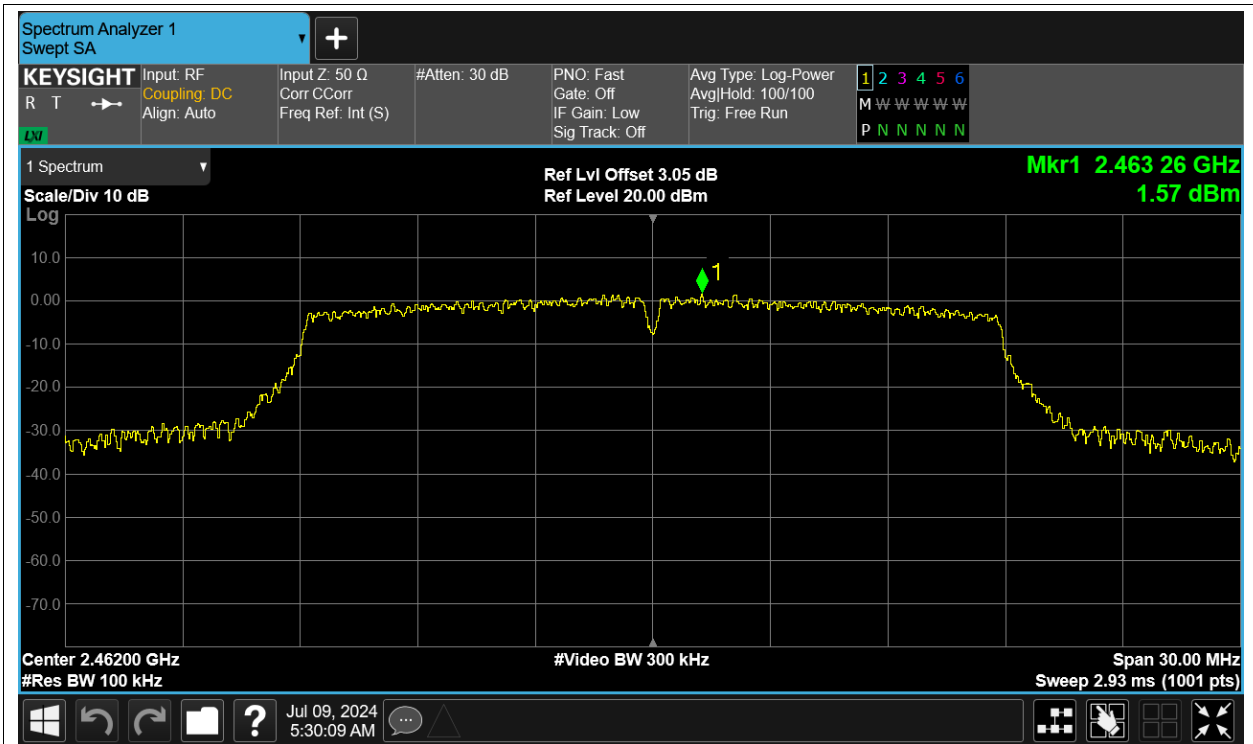 Spectrum Analyzer 1
Swept SA
KEYSIGHT
R T
LXI
Input: RF
Coupling: DC
Align: Auto
Input Z: 50 Ω
Corr CCorr
Freq Ref: Int (S)
#Atten: 30 dB
PNO: Fast
Gate: Off
IF Gain: Low
Sig Track: Off
Avg Type: Log-Power
Avg|Hold: 100/100
Trig: Free Run
1 2 3 4 5 6
M W W W W W
P N N N N N
1 Spectrum
Scale/Div 10 dB
Ref Lvl Offset 3.05 dB
Ref Level 20.00 dBm
Mkr1 2.463 26 GHz
1.57 dBm
Log
10.0
0.00
-10.0
-20.0
-30.0
-40.0
-50.0
-60.0
-70.0
1
Center 2.46200 GHz
#Res BW 100 kHz
#Video BW 300 kHz
Span 30.00 MHz
Sweep 2.93 ms (1001 pts)
?
Jul 09, 2024
5:30:09 AM